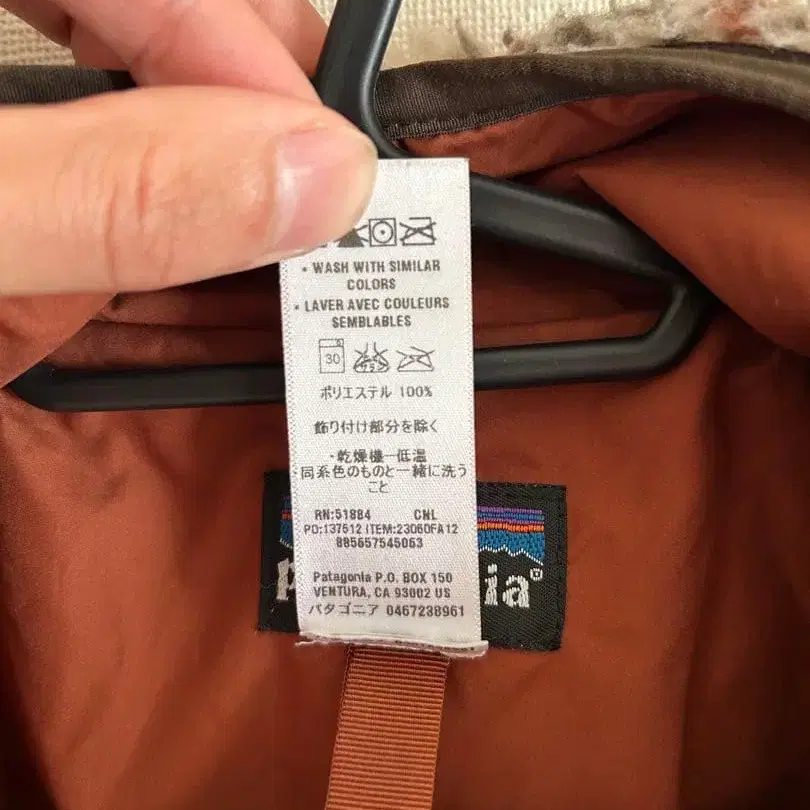 • WASH WITH SIMILAR
COLORS
• LAVER AVEC COULEURS
SEMBLABLES
30
ポリエステル 100%
飾り付け部分を除く
・乾燥機一低温
・同系色のものと一緒に洗う
こと
RN:51884 CNL
PO:137512 ITEM:23060FA12
885657545063
Patagonia P.O. BOX 150
VENTURA, CA 93002 US
パタゴニア 0467238961
p ia®